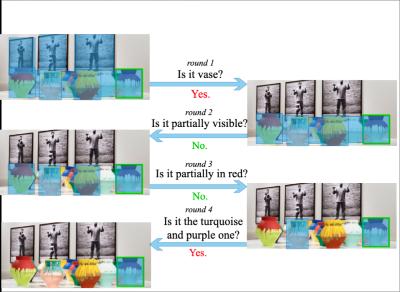 round 1
Is it vase?
Yes.
round 2
Is it partially visible?
No.
round 3
Is it partially in red?
No.
round 4
Is it the turquoise
and purple one?
Yes.